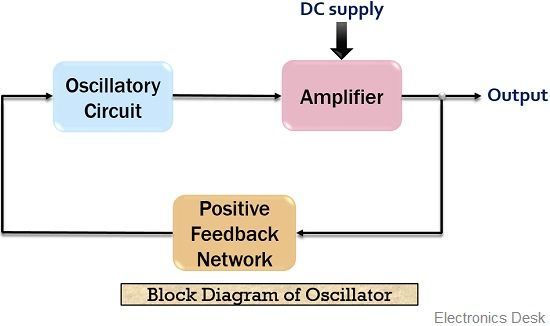 DC supply
Oscillatory
Circuit
Amplifier
Output
Positive
Feedback
Network
Block Diagram of Oscillator
Electronics Desk